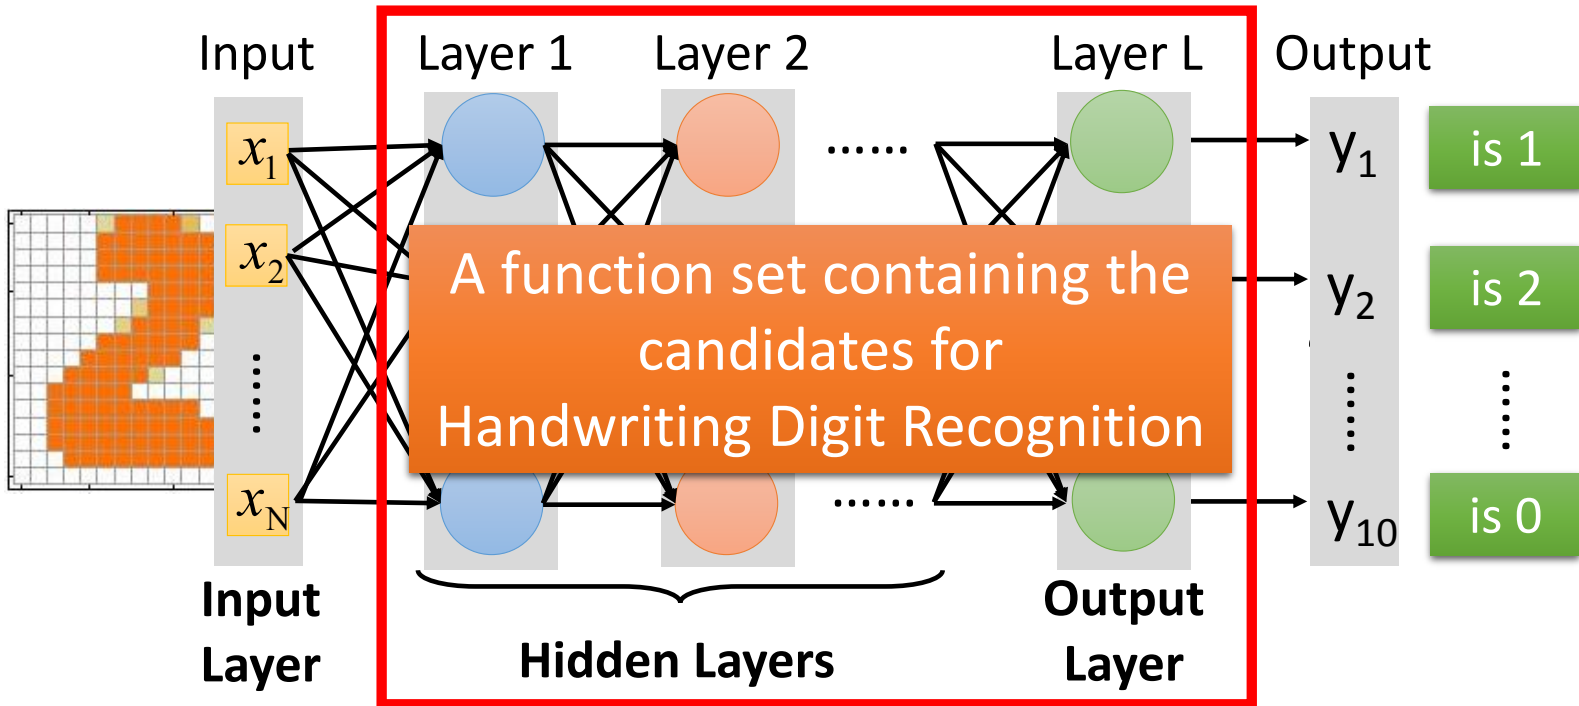 Input
Layer 1
Layer 2
Layer L
Output
x₁
y₁
is 1
x₂
y₂
is 2
A function set containing the
candidates for
Handwriting Digit Recognition
……
……
x_N
y₁₀
is 0
Input
Layer
Hidden Layers
Output
Layer